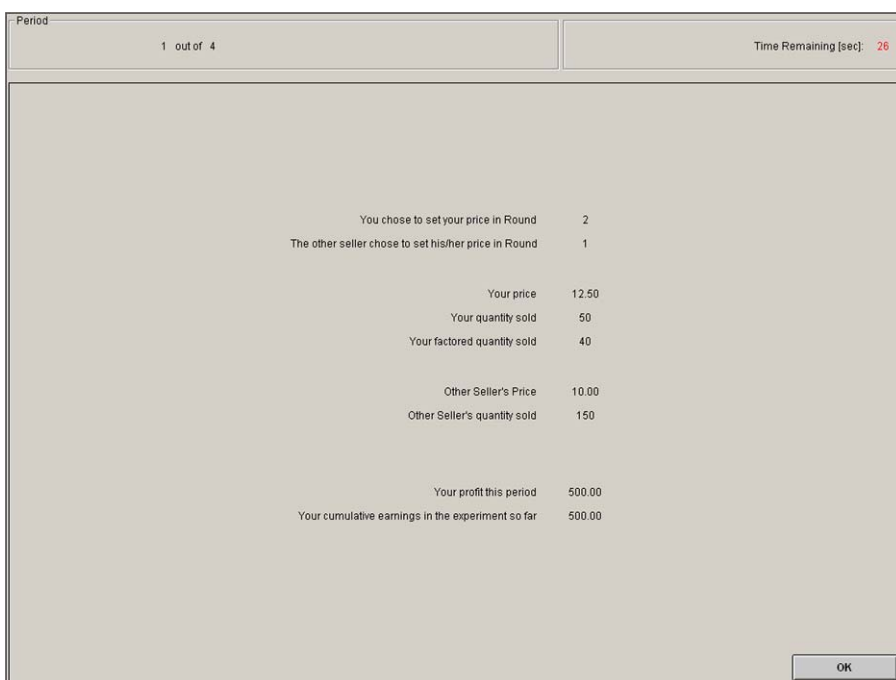 Period
1 out of 4
Time Remaining [sec]: 26
You chose to set your price in Round 2
The other seller chose to set his/her price in Round 1
Your price 12.50
Your quantity sold 50
Your factored quantity sold 40
Other Seller's Price 10.00
Other Seller's quantity sold 150
Your profit this period 500.00
Your cumulative earnings in the experiment so far 500.00
OK